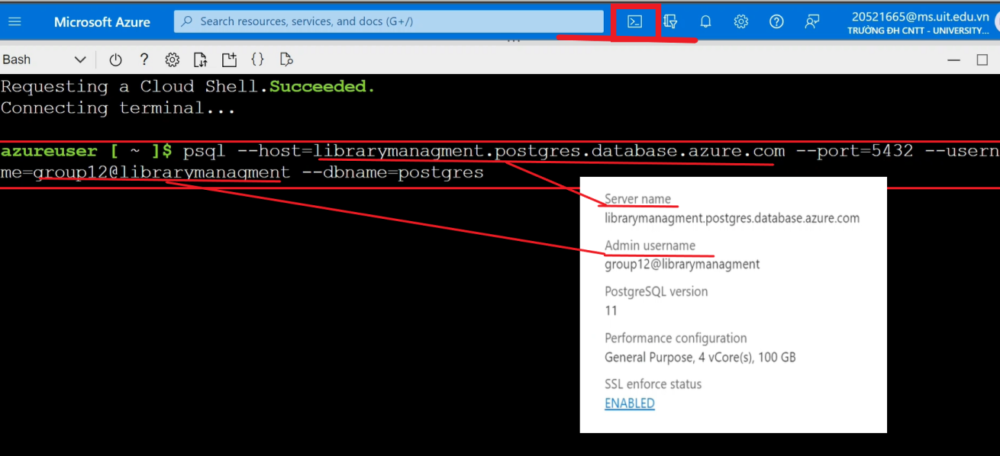 Microsoft Azure
Search resources, services, and docs (G+/)
20521665@ms.uit.edu.vn
TRƯỜNG ĐH CNTT - UNIVERSITY...
Bash
Requesting a Cloud Shell.Succeeded.
Connecting terminal...
azureuser [ ~ ]$ psql --host=librarymanagment.postgres.database.azure.com --port=5432 --usern
me=group12@librarymanagment --dbname=postgres
Server name
librarymanagment.postgres.database.azure.com
Admin username
group12@librarymanagment
PostgreSQL version
11
Performance configuration
General Purpose, 4 vCore(s), 100 GB
SSL enforce status
ENABLED